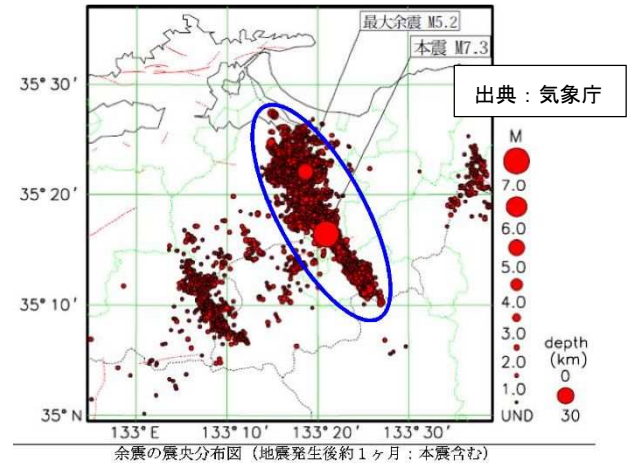 最大余震 M5.2
本震 M7.3
出典：気象庁
35° 30′
35° 20′
35° 10′
35° N
133° E
133° 10′
133° 20′
133° 30′
M
7.0
6.0
5.0
4.0
3.0
2.0
1.0
UND
depth
(km)
0
30
余震の震央分布図（地震発生後約1ヶ月：本震含む）